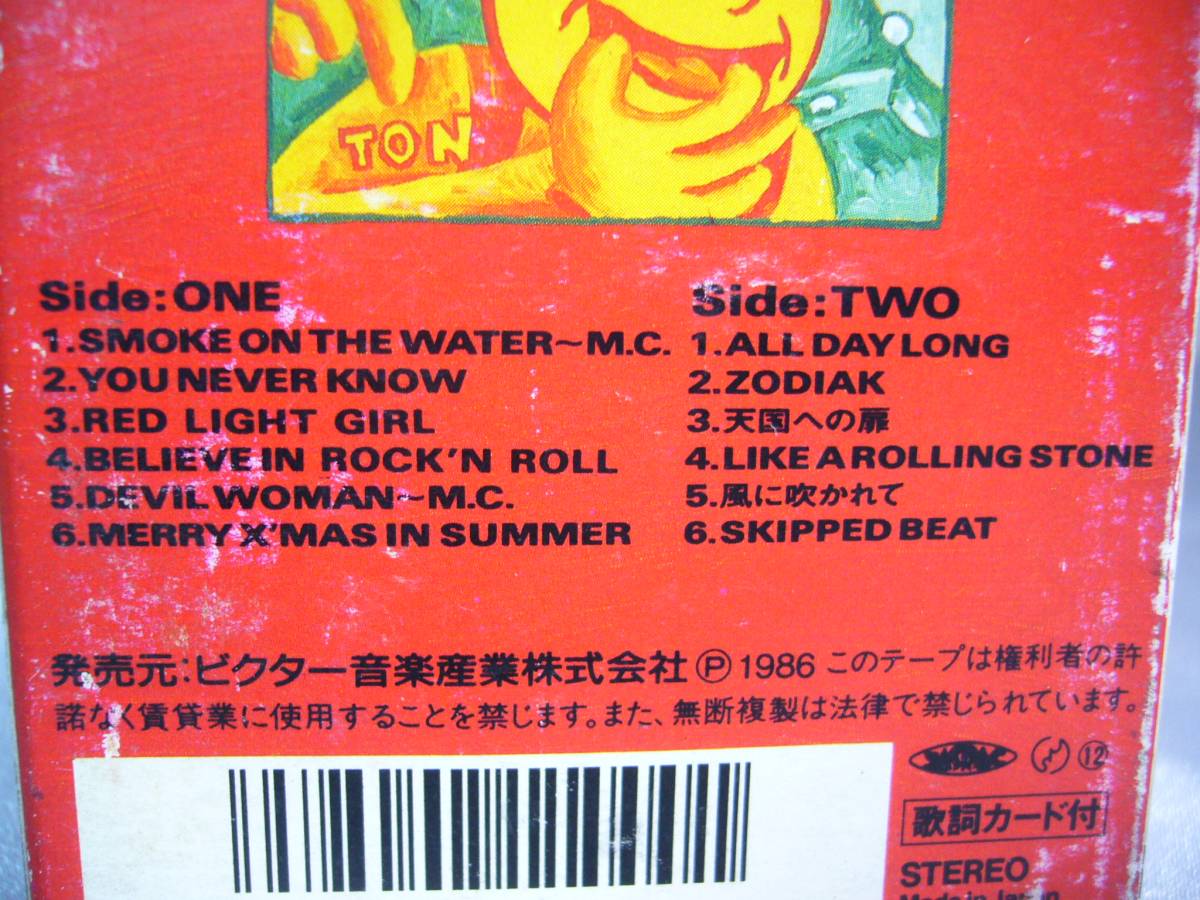 TON
Side:ONE
1.SMOKE ON THE WATER~M.C.
2.YOU NEVER KNOW
3.RED LIGHT GIRL
4.BELIEVE IN ROCK'N ROLL
5.DEVIL WOMAN~M.C.
6.MERRY X'MAS IN SUMMER
Side:TWO
1.ALL DAY LONG
2.ZODIAK
3.天国への扉
4.LIKE A ROLLING STONE
5.風に吹かれて
6.SKIPPED BEAT
発売元:ビクター音楽産業株式会社 Ⓟ 1986 このテープは権利者の許
諾なく賃貸業に使用することを禁じます。また、無断複製は法律で禁じられています。
⑫
歌詞カード付
STEREO
Made in Japan